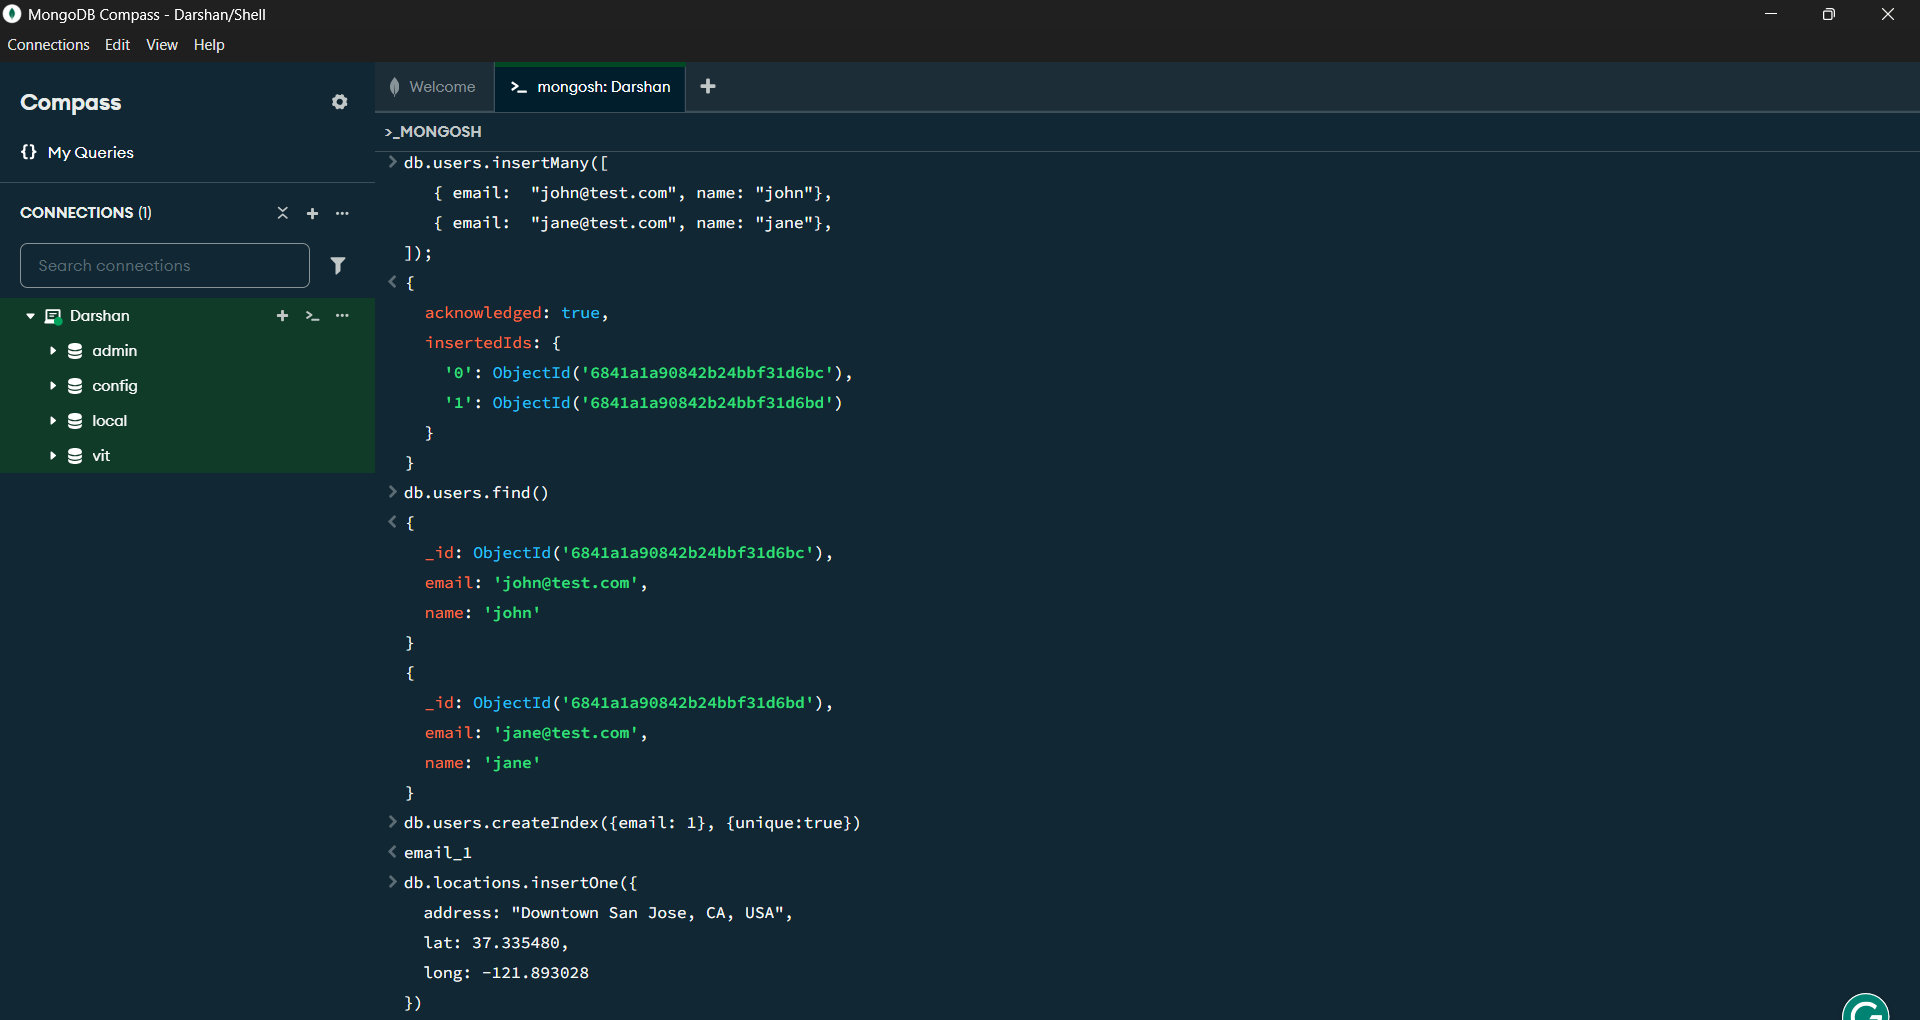 MongoDB Compass - Darshan/Shell
Connections Edit View Help
Compass
{} My Queries
CONNECTIONS (1)
Search connections
Darshan
admin
config
local
vit
Welcome
>_ mongosh: Darshan
>_MONGOSH
> db.users.insertMany([
{ email:  "john@test.com", name: "john"},
{ email:  "jane@test.com", name: "jane"},
]);
< {
acknowledged: true,
insertedIds: {
'0': ObjectId('6841a1a90842b24bbf31d6bc'),
'1': ObjectId('6841a1a90842b24bbf31d6bd')
}
}
> db.users.find()
< {
_id: ObjectId('6841a1a90842b24bbf31d6bc'),
email: 'john@test.com',
name: 'john'
}
{
_id: ObjectId('6841a1a90842b24bbf31d6bd'),
email: 'jane@test.com',
name: 'jane'
}
> db.users.createIndex({email: 1}, {unique:true})
< email_1
> db.locations.insertOne({
address: "Downtown San Jose, CA, USA",
lat: 37.335480,
long: -121.893028
})